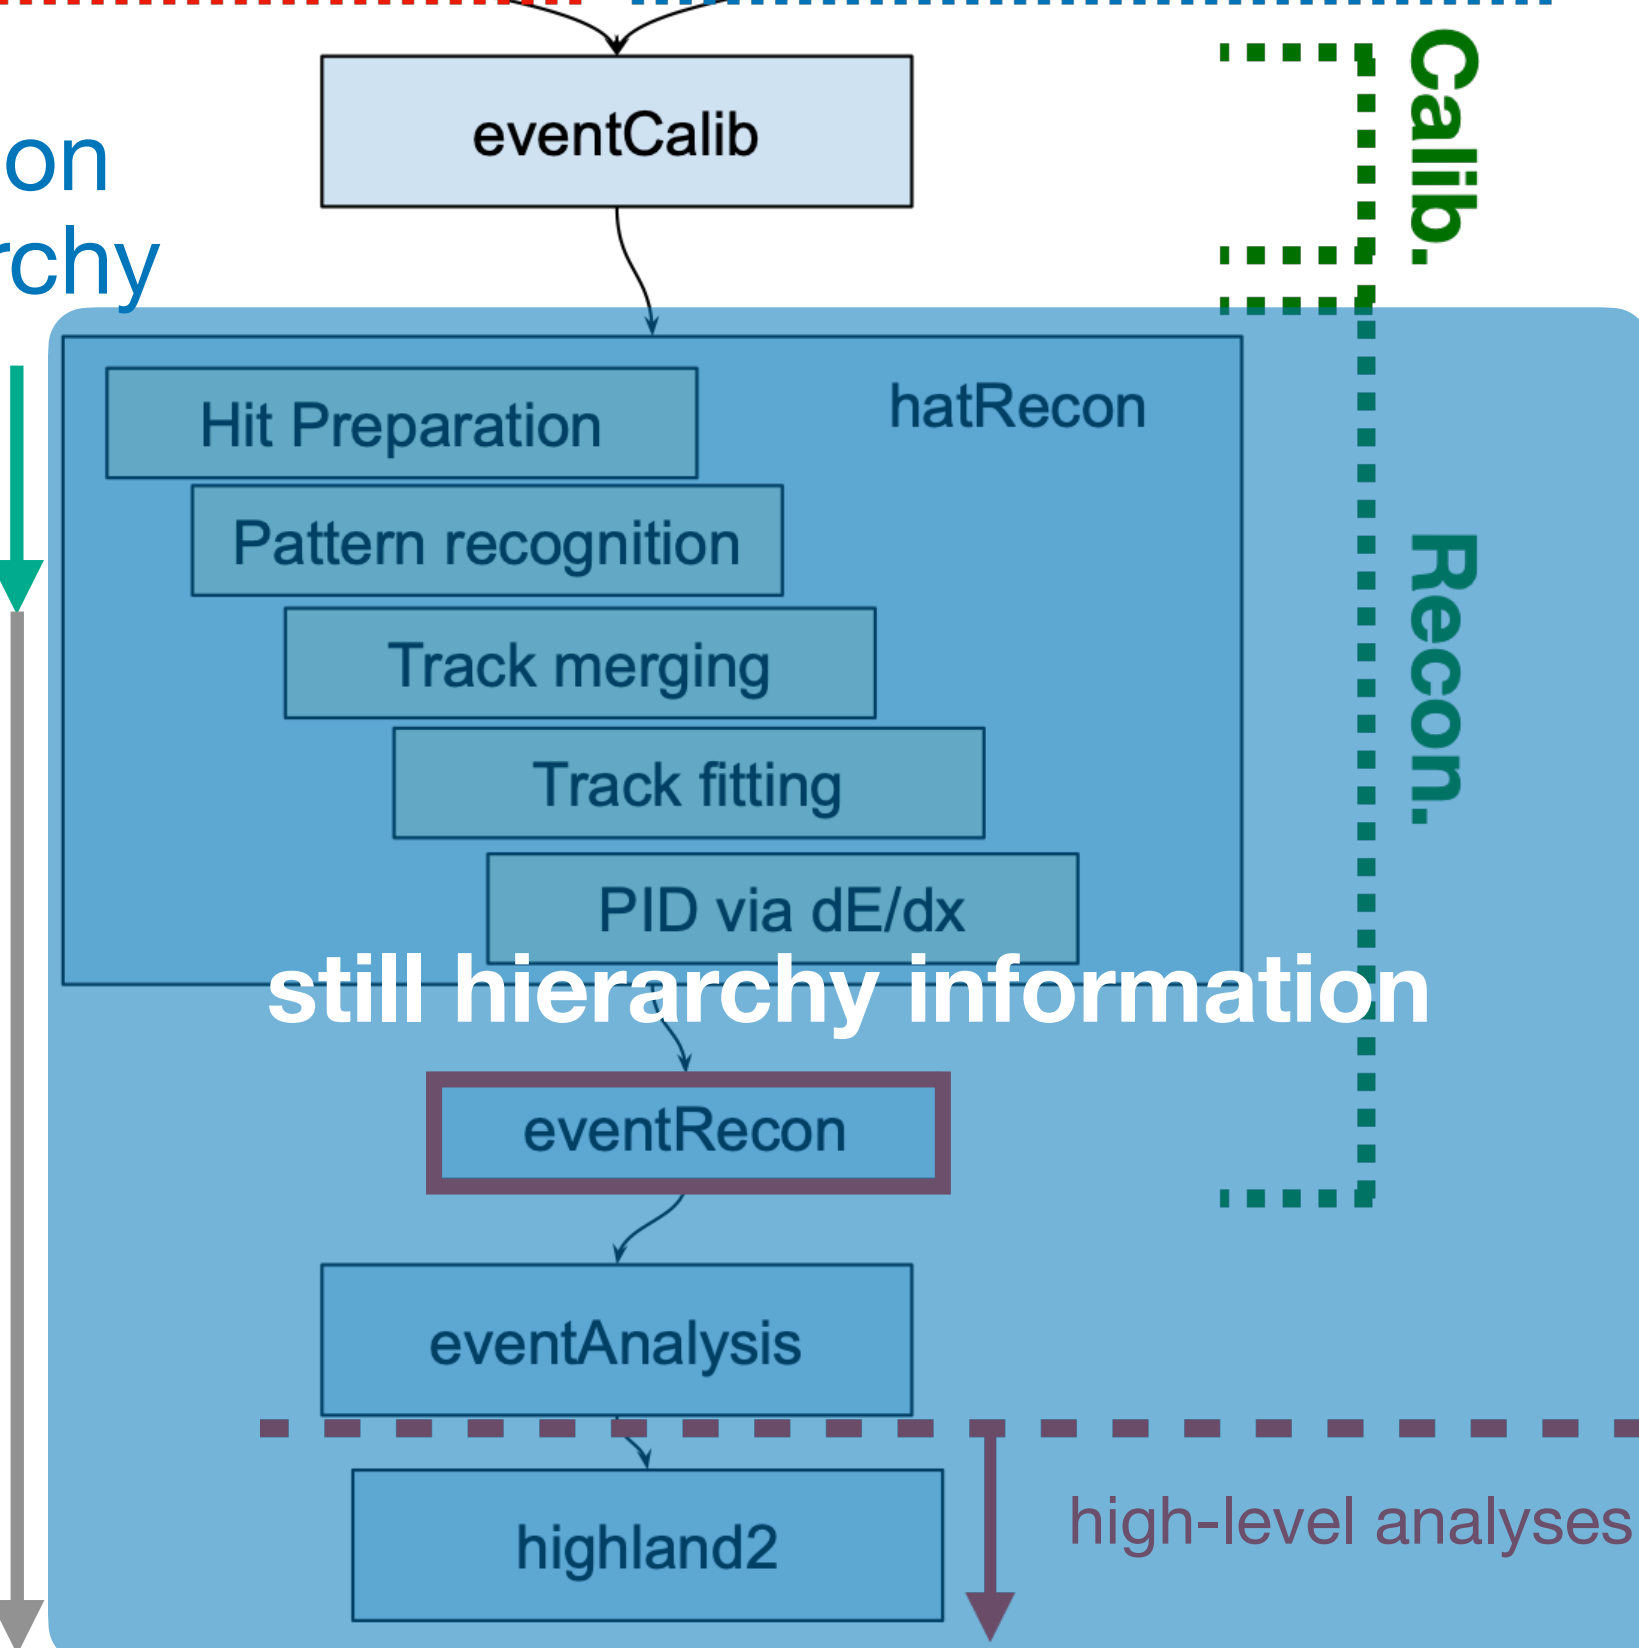 eventCalib
Calib.
on
rchy
Hit Preparation
hatRecon
Pattern recognition
Track merging
Track fitting
PID via dE/dx
Recon.
still hierarchy information
eventRecon
eventAnalysis
high-level analyses
highland2